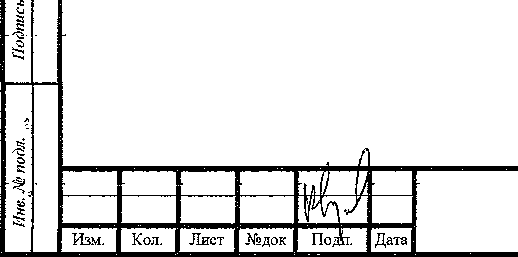 Подпись
Инв. № подл.
Изм. Кол. Лист №док Подп. Дата